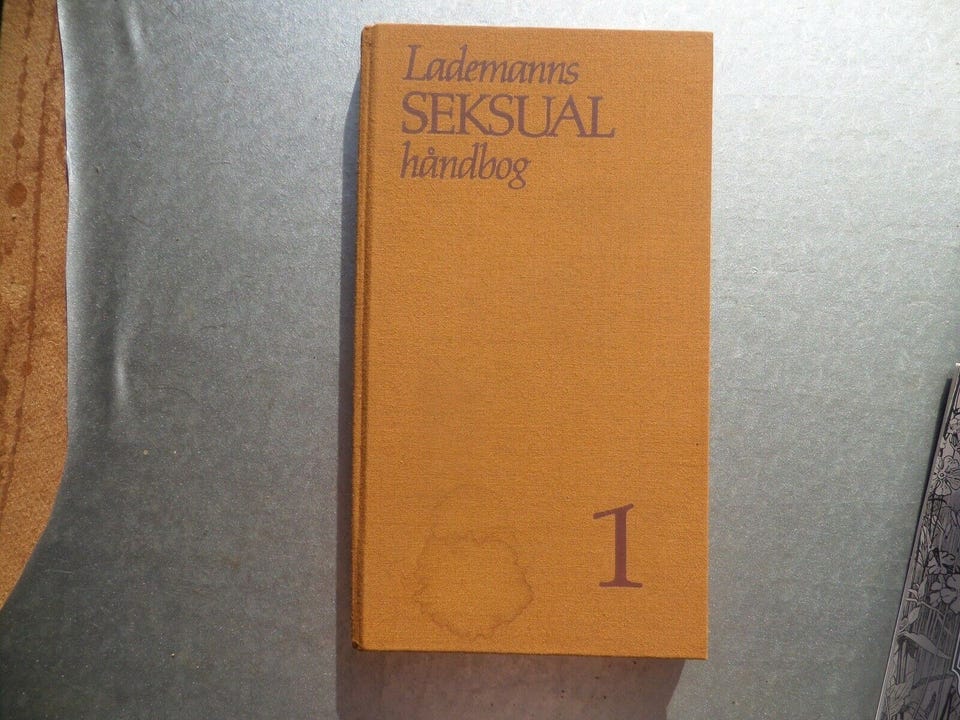 Lademanns
SEKSUAL
håndbog
1